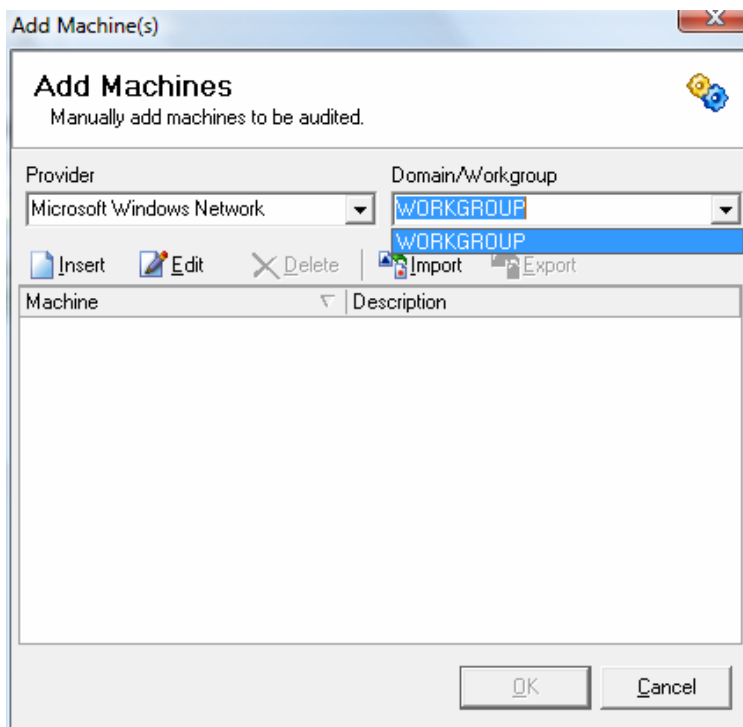 Add Machine(s)
Add Machines
Manually add machines to be audited.
Provider
Domain/Workgroup
Microsoft Windows Network
WORKGROUP
WORKGROUP
Insert Edit Delete Import Export
Machine Description
OK Cancel